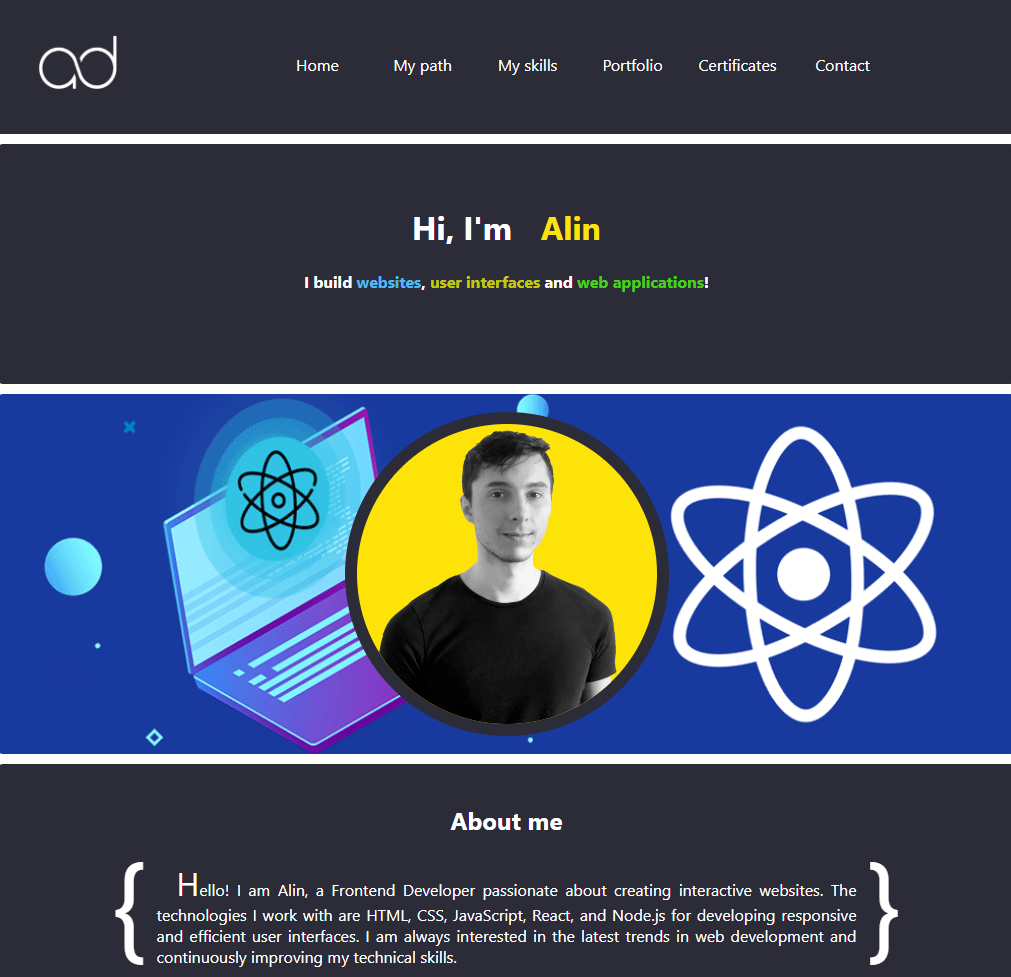 ad
Home My path My skills Portfolio Certificates Contact
Hi, I'm Alin
I build websites, user interfaces and web applications!
About me
{ Hello! I am Alin, a Frontend Developer passionate about creating interactive websites. The }
technologies I work with are HTML, CSS, JavaScript, React, and Node.js for developing responsive
and efficient user interfaces. I am always interested in the latest trends in web development and
continuously improving my technical skills.